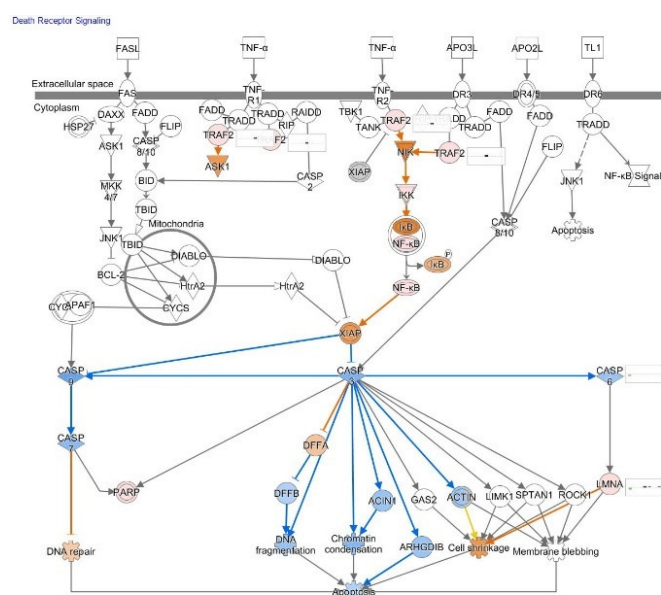 Death Receptor Signaling
FASL
TNF-α
TNF-α
APO3L
APO2L
TL1
Extracellular space
FAS
TNF
R1
TNF
R2
DR3
DR4/5
DR6
Cytoplasm
DAXX
FADD
FADD
TRADD
TRADD
RAIDD
TBK1
TRAF2
FADD
FADD
HSP27
FLIP
TRAF2
RIP
TANK
TRADD
TRADD
ASK1
CASP
8/10
ASK1
NIK
TRAF2
FLIP
MKK
4/7
BID
CASP
2
XIAP
IKK
JNK1
NF-κB Signal
TBID
Mitochondria
IκB
NF-κB
CASP
8/10
Apoptosis
JNK1
TBID
BCL-2
DIABLO
DIABLO
IκB
P
HtrA2
HtrA2
NF-κB
APAF1
CYCS
XIAP
CASP
9
CASP
CASP
6
CASP
7
DFFA
PARP
DFFB
ACIN1
GAS2
ACTIN
LIMK1
SPTAN1
ROCK1
LMNA
DNA repair
DNA
fragmentation
Chromatin
condensation
ARHGDIB
Cell shrinkage
Membrane blebbing
Apoptosis